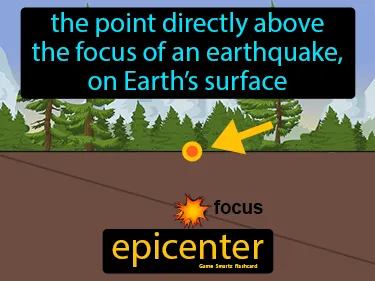 the point directly above
the focus of an earthquake,
on Earth's surface
focus
epicenter
Game Smartz flashcard